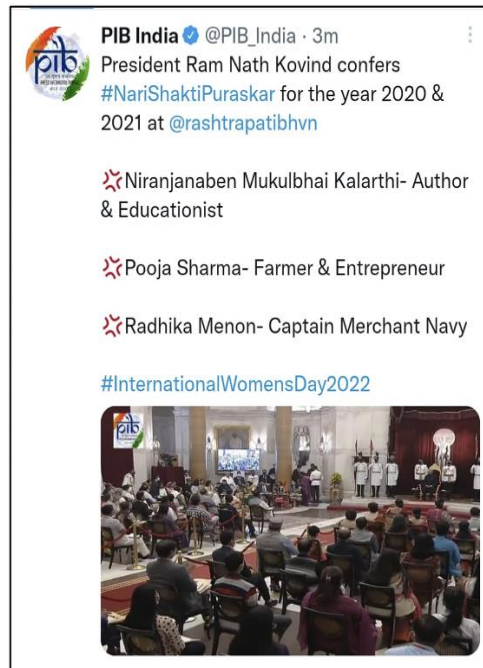 PIB India @PIB_India · 3m
President Ram Nath Kovind confers
#NariShaktiPuraskar for the year 2020 &
2021 at @rashtrapatibhvn
💢Niranjanaben Mukulbhai Kalarthi- Author
& Educationist
💢Pooja Sharma- Farmer & Entrepreneur
💢Radhika Menon- Captain Merchant Navy
#InternationalWomensDay2022
pib
pib